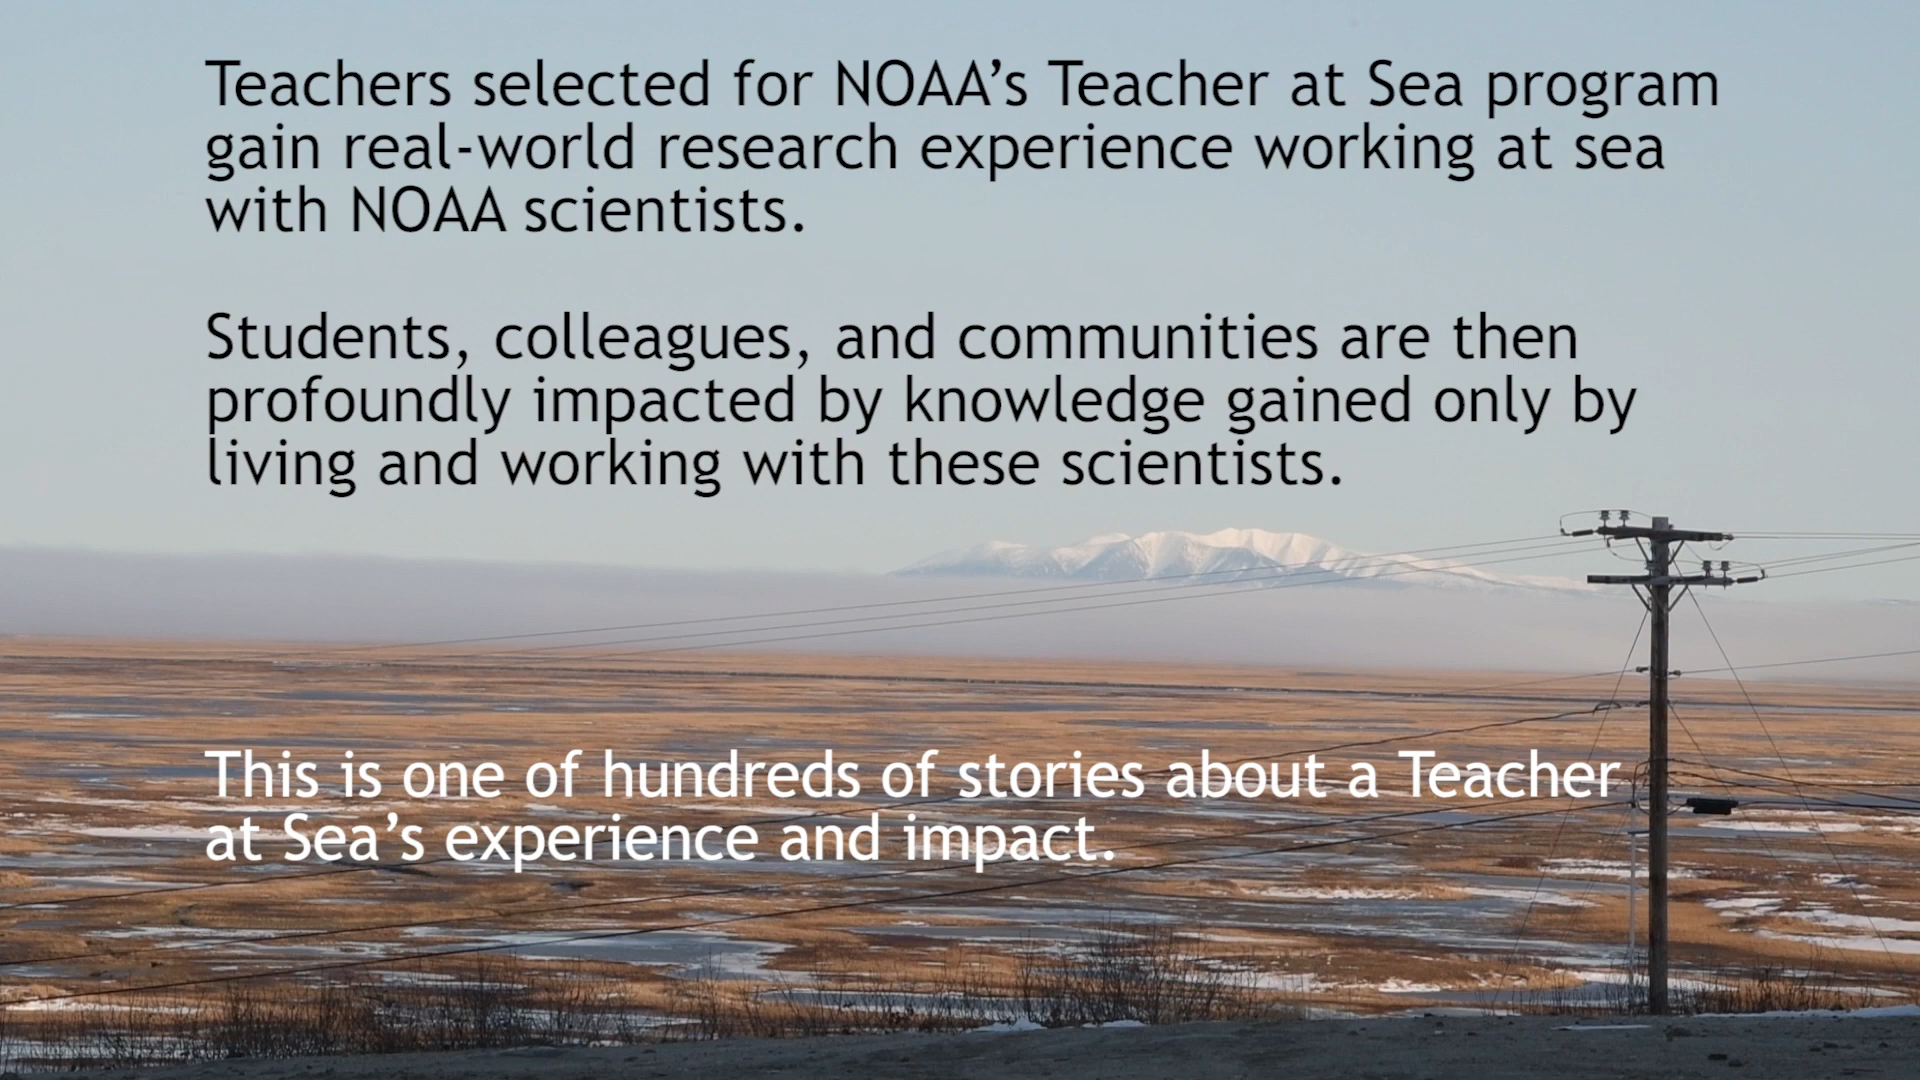 Teachers selected for NOAA’s Teacher at Sea program
gain real-world research experience working at sea
with NOAA scientists.
Students, colleagues, and communities are then
profoundly impacted by knowledge gained only by
living and working with these scientists.
This is one of hundreds of stories about a Teacher
at Sea’s experience and impact.